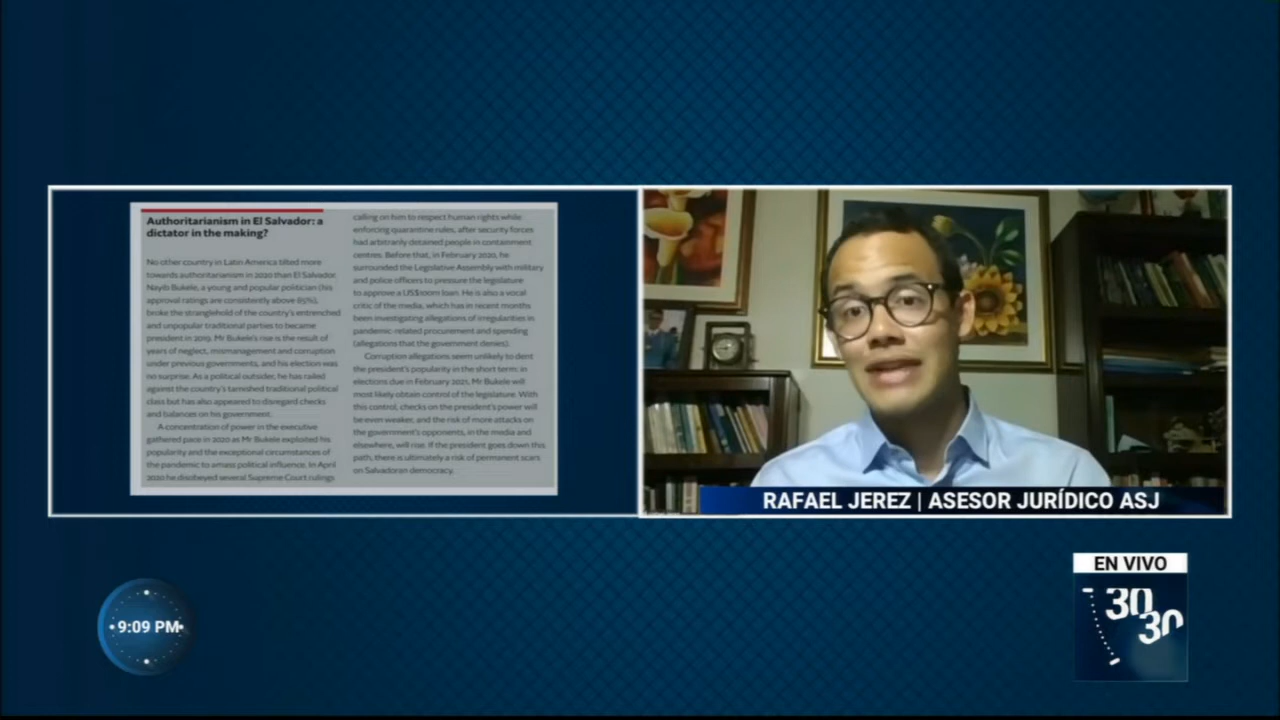 Authoritarianism in El Salvador: a
dictator in the making?
No other country in Latin America tilted more
towards authoritarianism in 2020 than El Salvador.
Nayib Bukele, a young and popular politician (his
approval ratings are consistently above 85%),
broke the stranglehold of the country's entrenched
and unpopular traditional parties to became
president in 2019. Mr Bukele's rise is the result of
years of neglect, mismanagement and corruption
under previous governments, and his election was
no surprise. As a political outsider, he has railed
against the country's tarnished traditional political
class but has also appeared to disregard checks
and balances on his government.
A concentration of power in the executive
gathered pace in 2020 as Mr Bukele exploited his
popularity and the exceptional circumstances of
the pandemic to amass political influence. In April
2020 he disobeyed several Supreme Court rulings
calling on him to respect human rights while
enforcing quarantine rules, after security forces
had arbitrarily detained people in containment
centres. Before that, in February 2020, he
surrounded the Legislative Assembly with military
and police officers to pressure the legislature
to approve a US$100m loan. He is also a vocal
critic of the media, which has in recent months
been investigating allegations of irregularities in
pandemic-related procurement and spending
(allegations that the government denies).
Corruption allegations seem unlikely to dent
the president's popularity in the short term: in
elections due in February 2021, Mr Bukele will
most likely obtain control of the legislature. With
this control, checks on the president's power will
be even weaker, and the risk of more attacks on
the government's opponents, in the media and
elsewhere, will rise. If the president goes down this
path, there is ultimately a risk of permanent scars
on Salvadoran democracy.
RAFAEL JEREZ | ASESOR JURÍDICO ASJ
EN VIVO
30
30
9:09 PM